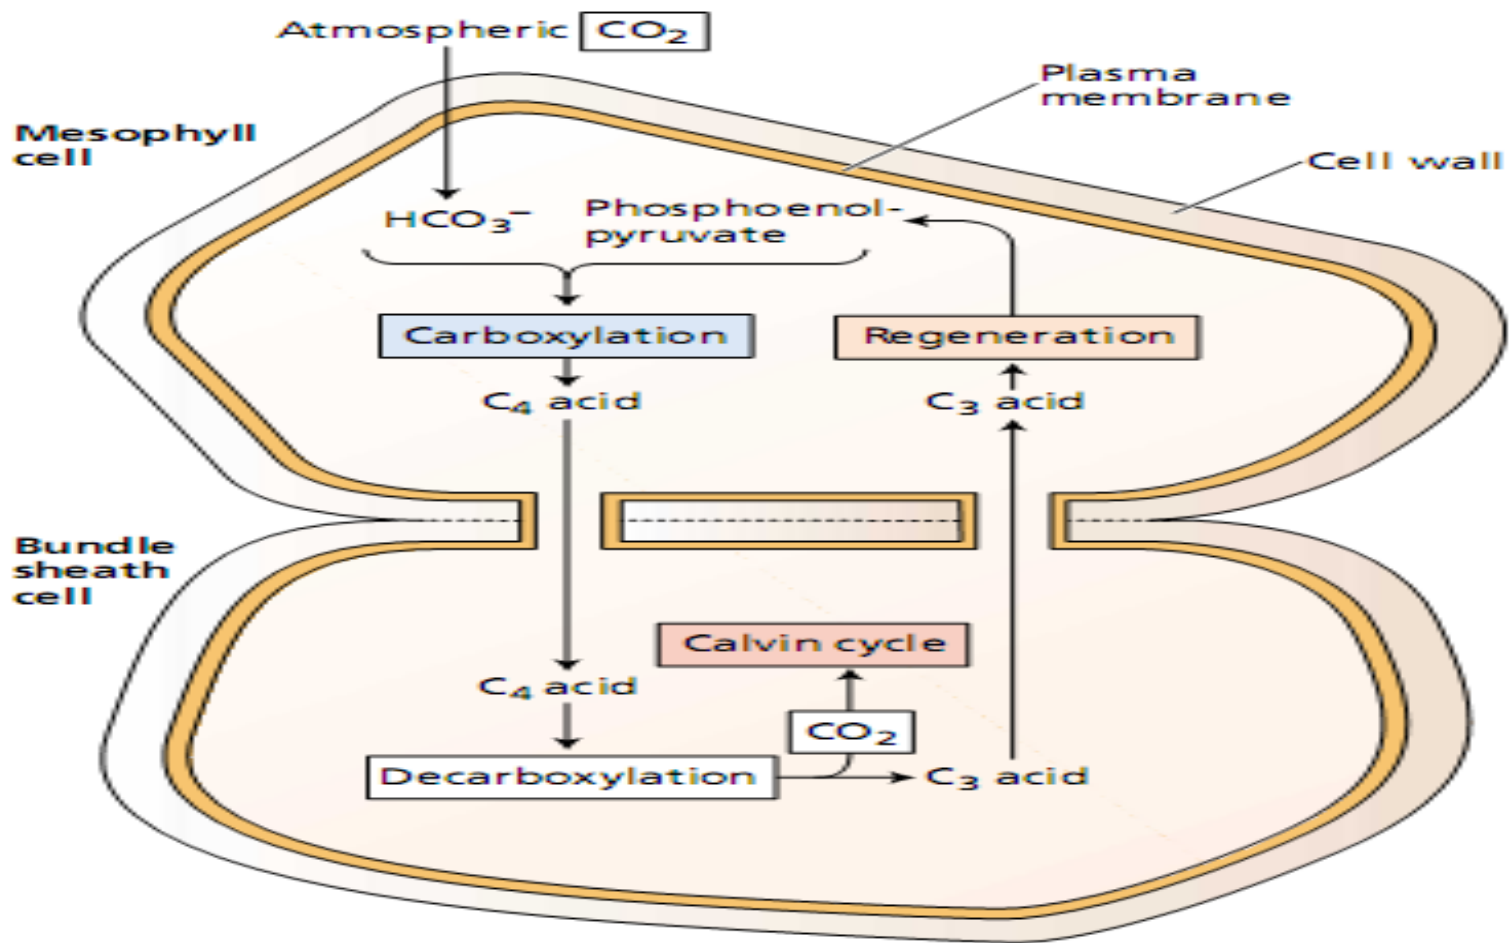 Atmospheric CO₂
Plasma
membrane
Mesophyll
cell
Cell wall
HCO₃⁻
Phosphoenol-
pyruvate
Carboxylation
Regeneration
C₄ acid
C₃ acid
Bundle
sheath
cell
Calvin cycle
C₄ acid
CO₂
Decarboxylation
C₃ acid